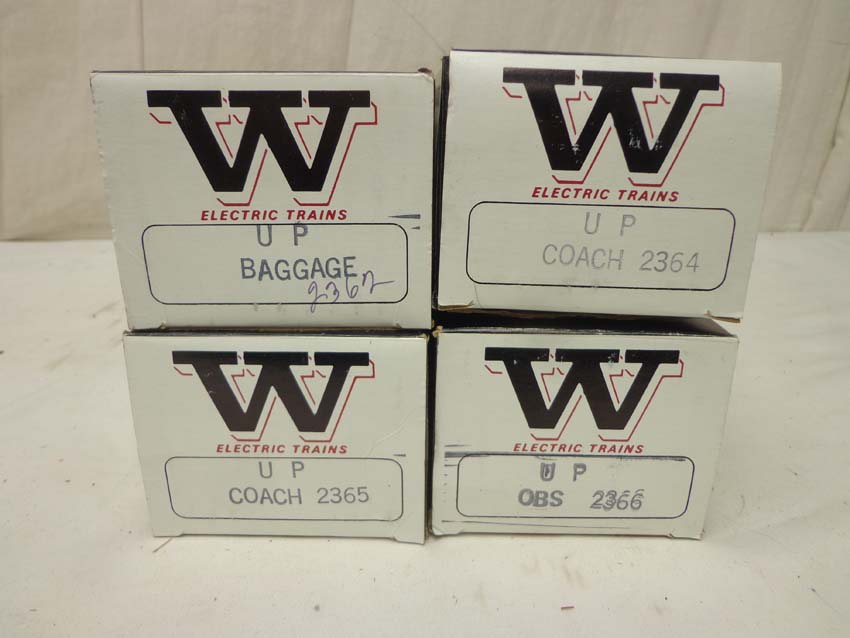 W
ELECTRIC TRAINS
U P
BAGGAGE
2362
W
ELECTRIC TRAINS
U P
COACH 2364
W
ELECTRIC TRAINS
U P
COACH 2365
W
ELECTRIC TRAINS
U P
OBS 2366